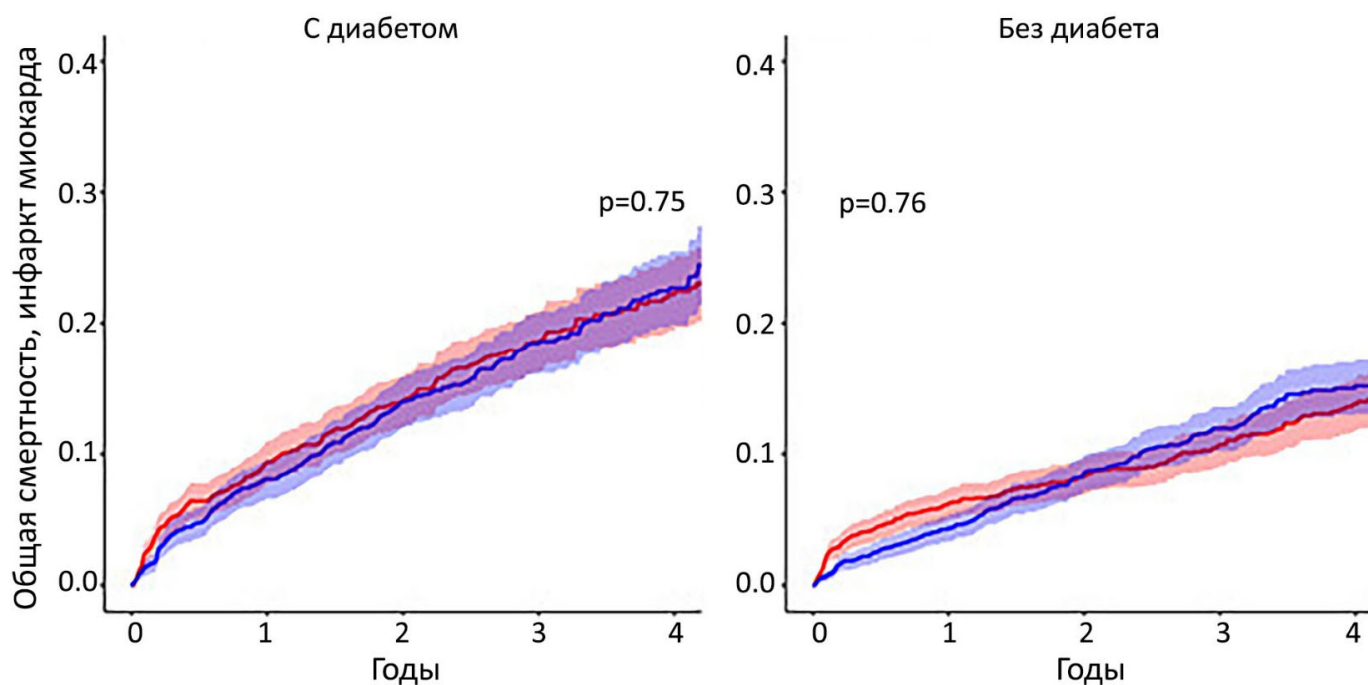 С диабетом
Общая смертность, инфаркт миокарда
0.4
0.3
0.2
0.1
0.0
p=0.75
0 1 2 3 4
Годы
Без диабета
0.4
0.3
0.2
0.1
0.0
p=0.76
0 1 2 3 4
Годы